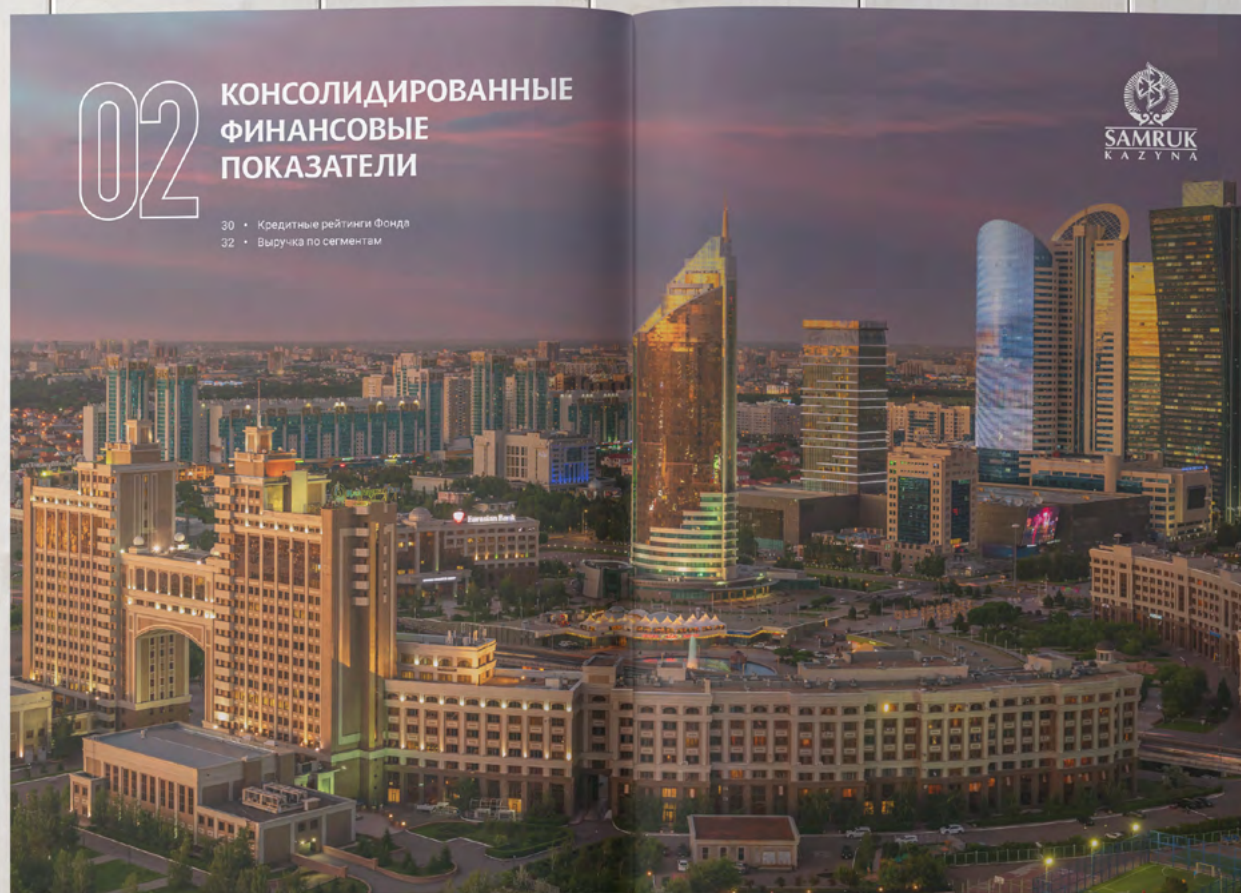 02
КОНСОЛИДИРОВАННЫЕ
ФИНАНСОВЫЕ
ПОКАЗАТЕЛИ
30 • Кредитные рейтинги Фонда
32 • Выручка по сегментам
SAMRUK
KAZYNA
Eurasian Bank